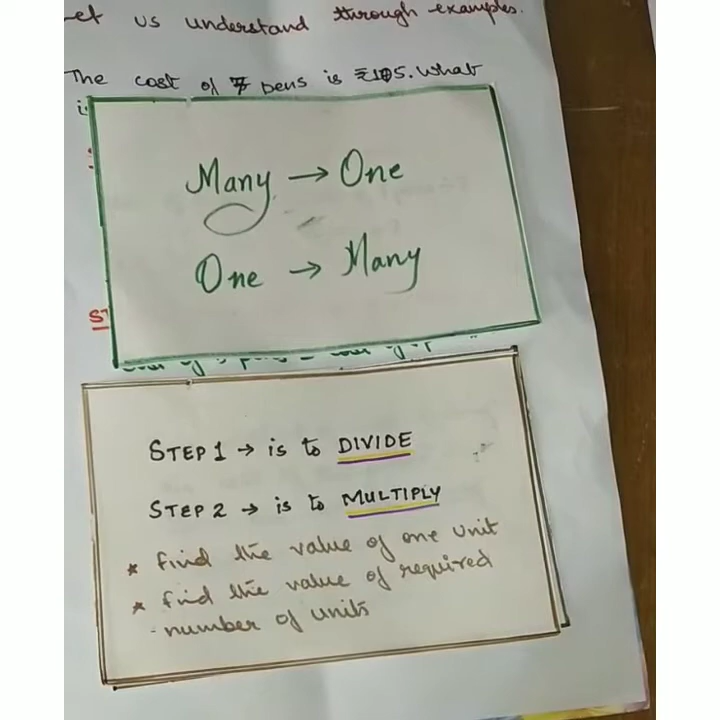 et us understand through examples.
The cost of 7 pens is ₹105. What
i
Many → One
One → Many
ST
STEP 1 → is to DIVIDE
STEP 2 → is to MULTIPLY
* find the value of one unit
* find the value of required
number of units